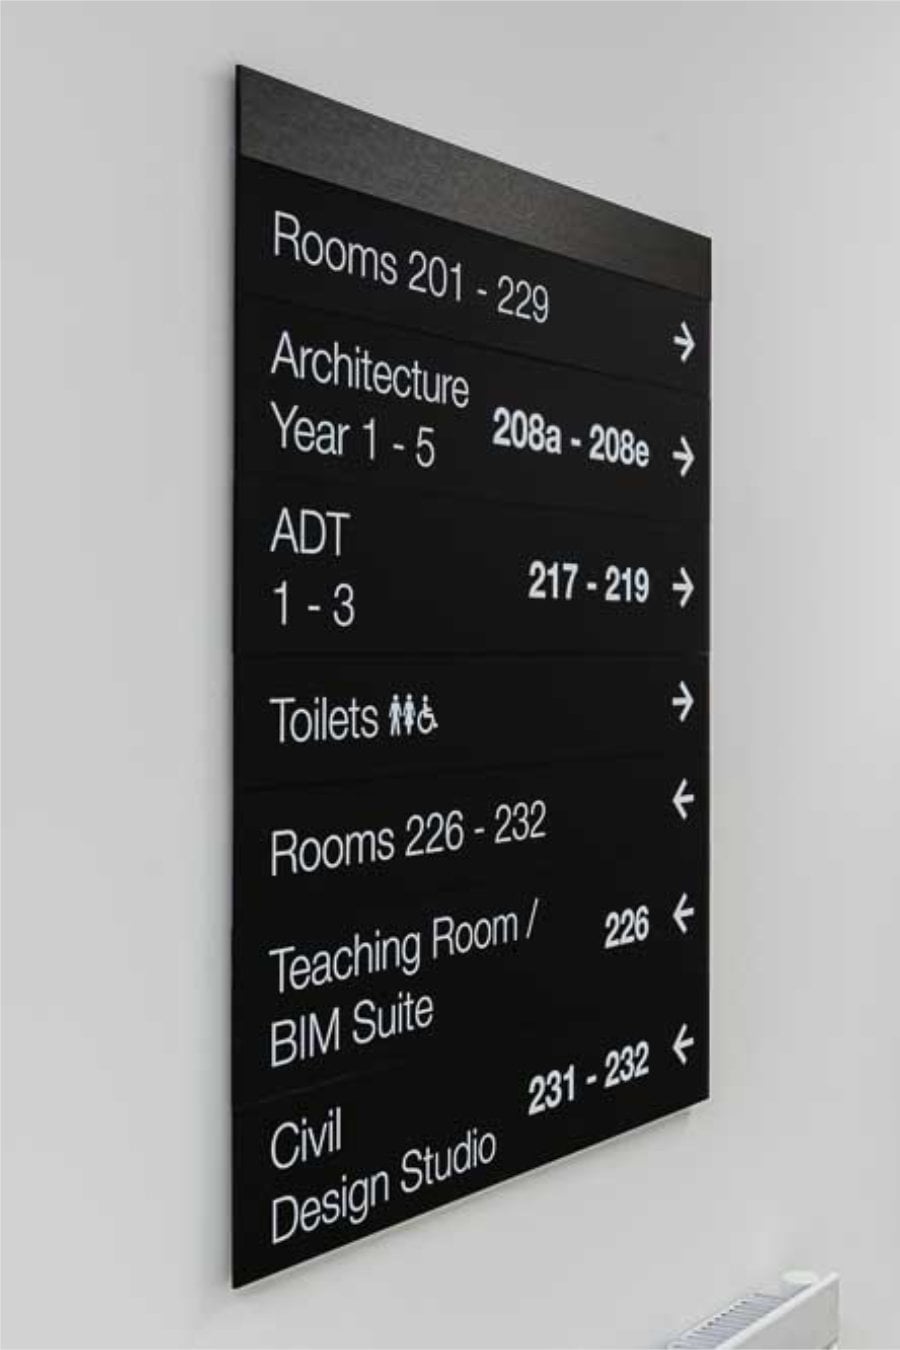 Rooms 201 - 229 →
Architecture
Year 1 - 5 208a - 208e →
ADT
1 - 3 217 - 219 →
Toilets →
Rooms 226 - 232 ←
Teaching Room / 226 ←
BIM Suite
Civil 231 - 232 ←
Design Studio